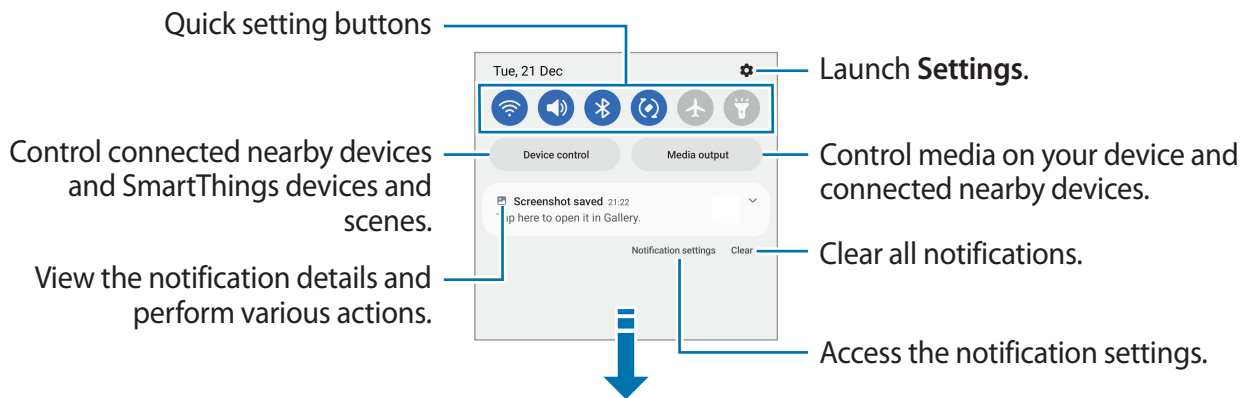 Quick setting buttons
Tue, 21 Dec
Launch Settings.
Control connected nearby devices
and SmartThings devices and
scenes.
Device control
Media output
Control media on your device and
connected nearby devices.
Screenshot saved 21:22
here to open it in Gallery.
Notification settings
Clear
Clear all notifications.
View the notification details and
perform various actions.
Access the notification settings.